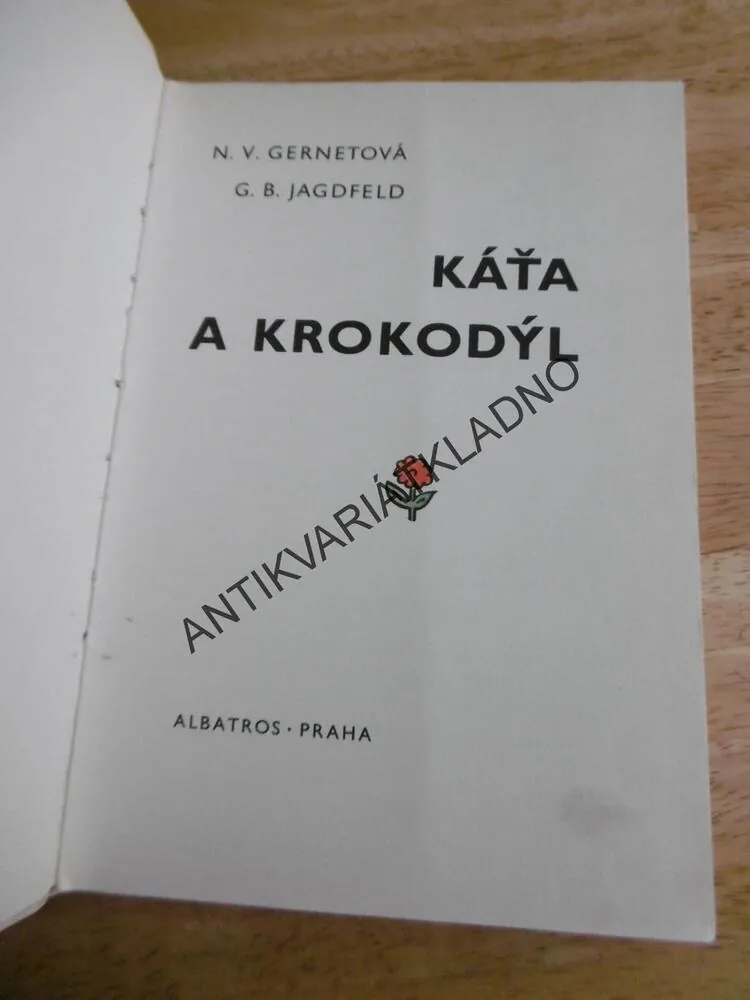 N. V. GERNETOVÁ
G. B. JAGDFELD
KÁŤA
A KROKODÝL
ANTIKVARIÁT KLADNO
ALBATROS · PRAHA